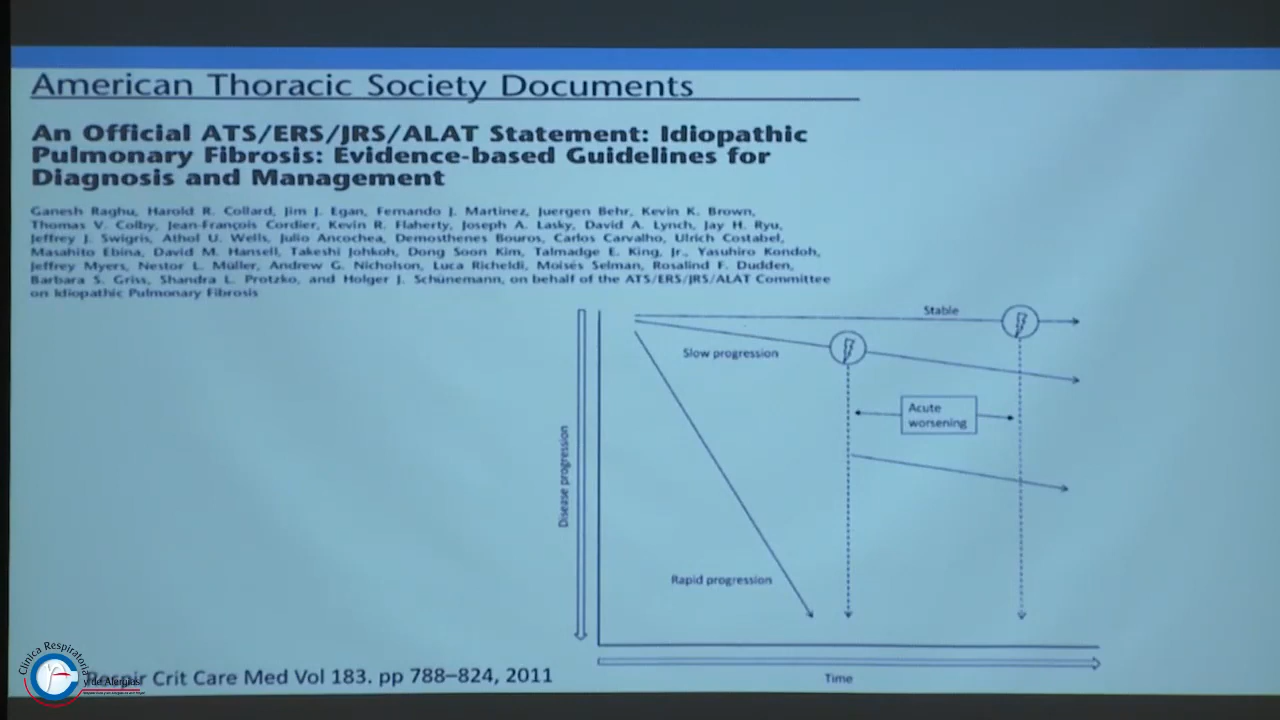 American Thoracic Society Documents
An Official ATS/ERS/JRS/ALAT Statement: Idiopathic
Pulmonary Fibrosis: Evidence-based Guidelines for
Diagnosis and Management
Ganesh Raghu, Harold R. Collard, Jim J. Egan, Fernando J. Martinez, Juergen Behr, Kevin K. Brown,
Thomas V. Colby, Jean-François Cordier, Kevin R. Flaherty, Joseph A. Lasky, David A. Lynch, Jay H. Ryu,
Jeffrey J. Swigris, Athol U. Wells, Julio Ancochea, Demosthenes Bouros, Carlos Carvalho, Ulrich Costabel,
Masahito Ebina, David M. Hansell, Takeshi Johkoh, Dong Soon Kim, Talmadge E. King, Jr., Yasuhiro Kondoh,
Jeffrey Myers, Nestor L. Müller, Andrew G. Nicholson, Luca Richeldi, Moisés Selman, Rosalind F. Dudden,
Barbara S. Griss, Shandra L. Protzko, and Holger J. Schünemann, on behalf of the ATS/ERS/JRS/ALAT Committee
on Idiopathic Pulmonary Fibrosis
Stable
Slow progression
Acute
worsening
Disease progression
Rapid progression
Time
Clínica Respiratoria
y de Alergias
Crit Care Med Vol 183. pp 788–824, 2011